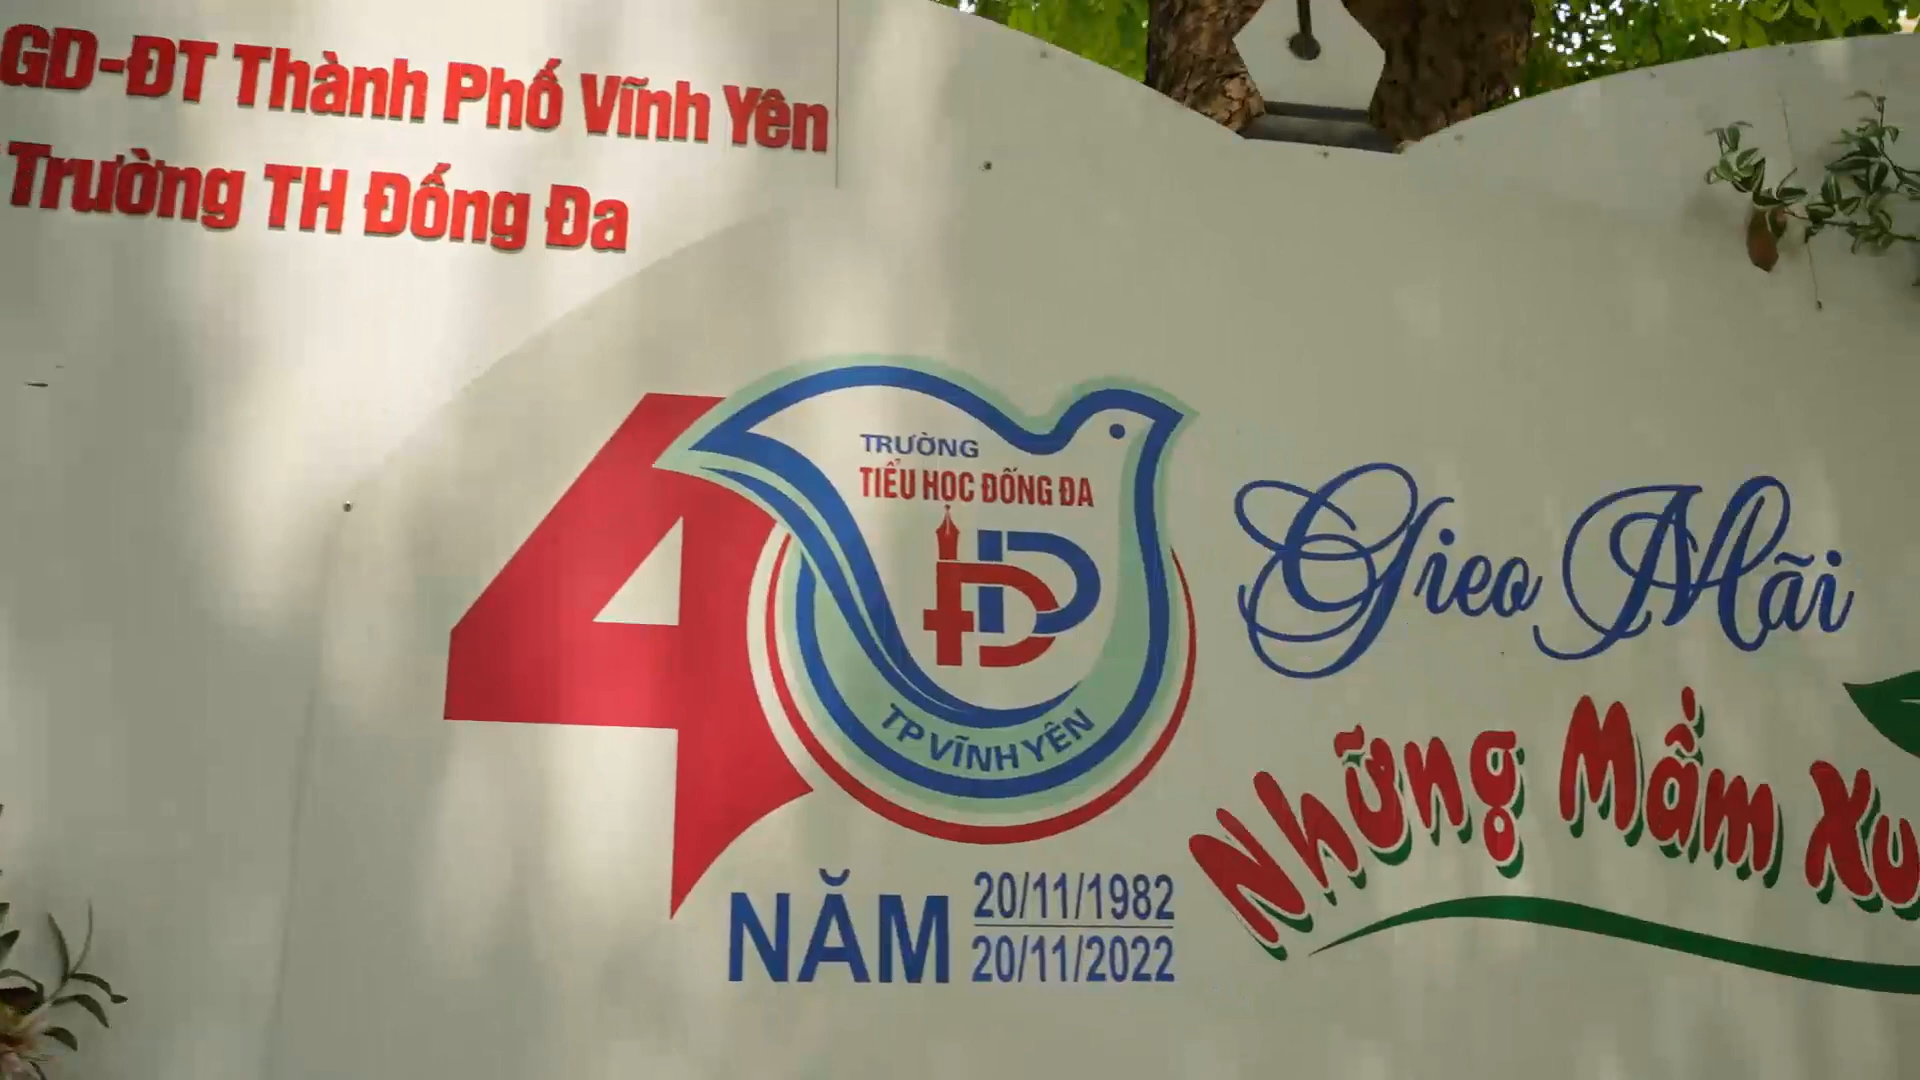 GD-ĐT Thành Phố Vĩnh Yên
Trường TH Đống Đa
40
TRƯỜNG
TIỂU HỌC ĐỐNG ĐA
ĐĐ
TP VĨNH YÊN
NĂM
20/11/1982
20/11/2022
Gieo Mãi
Những Mầm